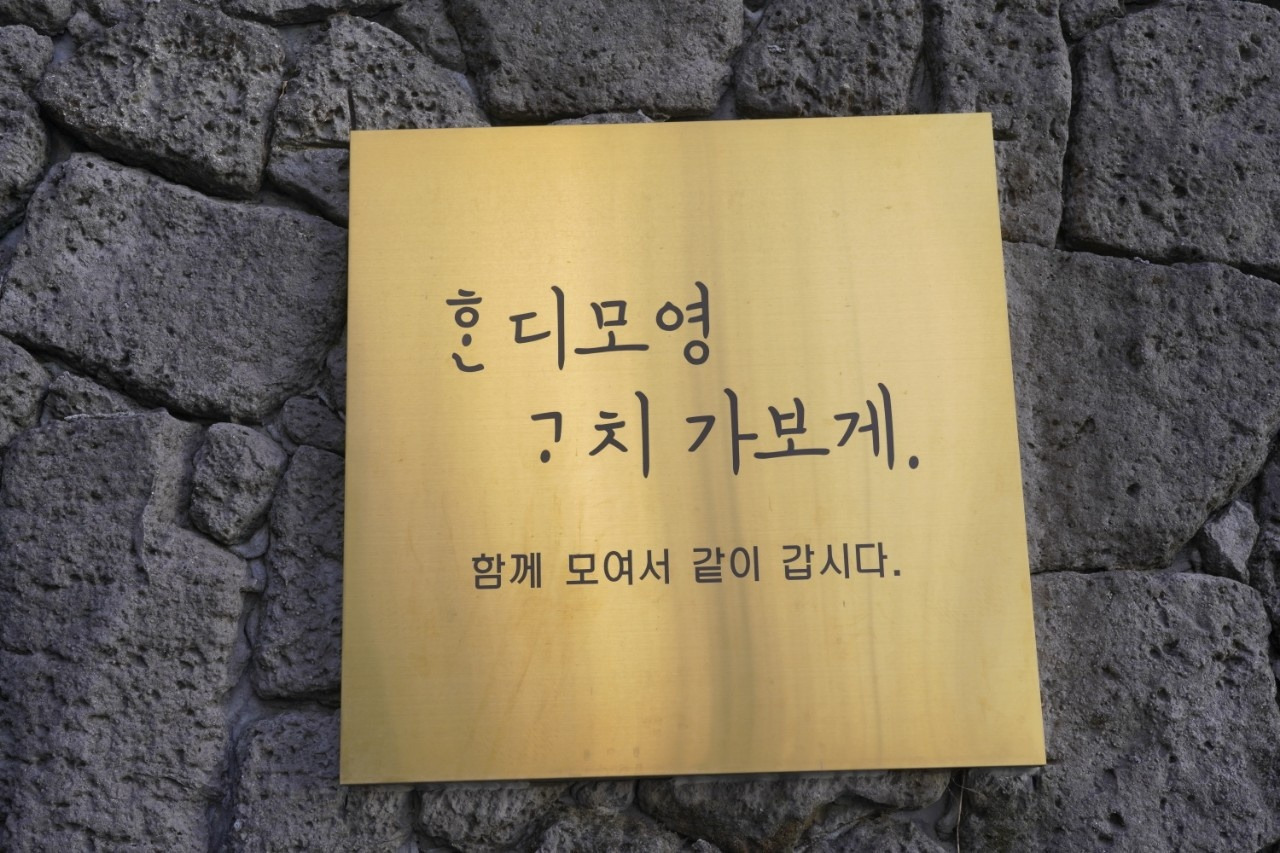 ᄒᆞᆫ디모영
ᄀᆞ치 가보게.
함께 모여서 같이 갑시다.